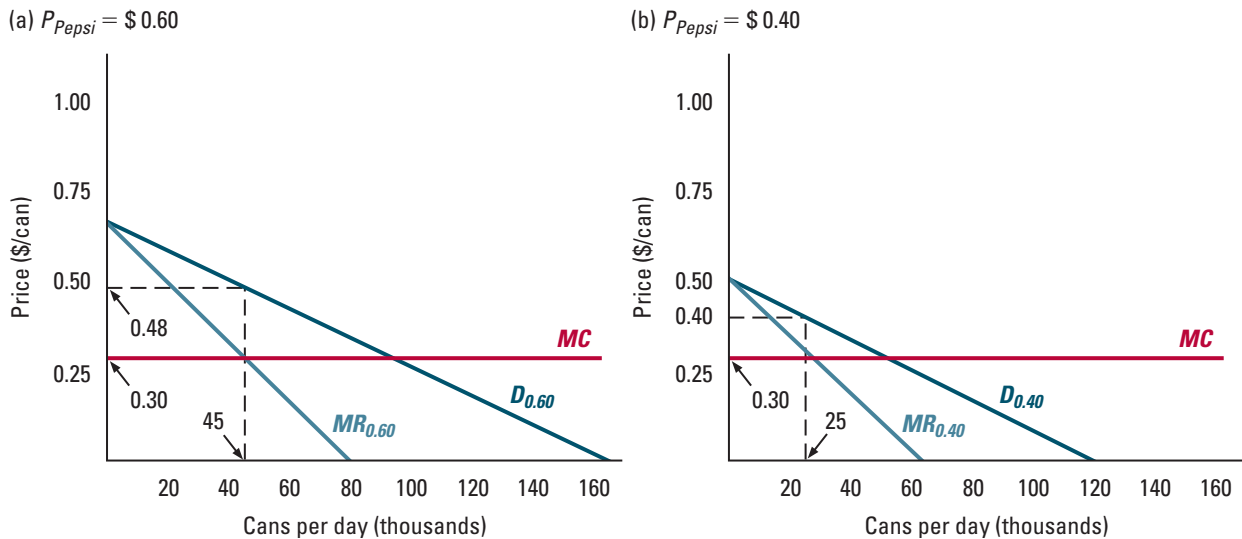 (a) P_Pepsi = $ 0.60
Price ($/can)
1.00
0.75
0.50
0.48
0.25
0.30
45
MC
D_0.60
MR_0.60
20 40 60 80 100 120 140 160
Cans per day (thousands)
(b) P_Pepsi = $ 0.40
Price ($/can)
1.00
0.75
0.50
0.40
0.25
0.30
25
MC
D_0.40
MR_0.40
20 40 60 80 100 120 140 160
Cans per day (thousands)